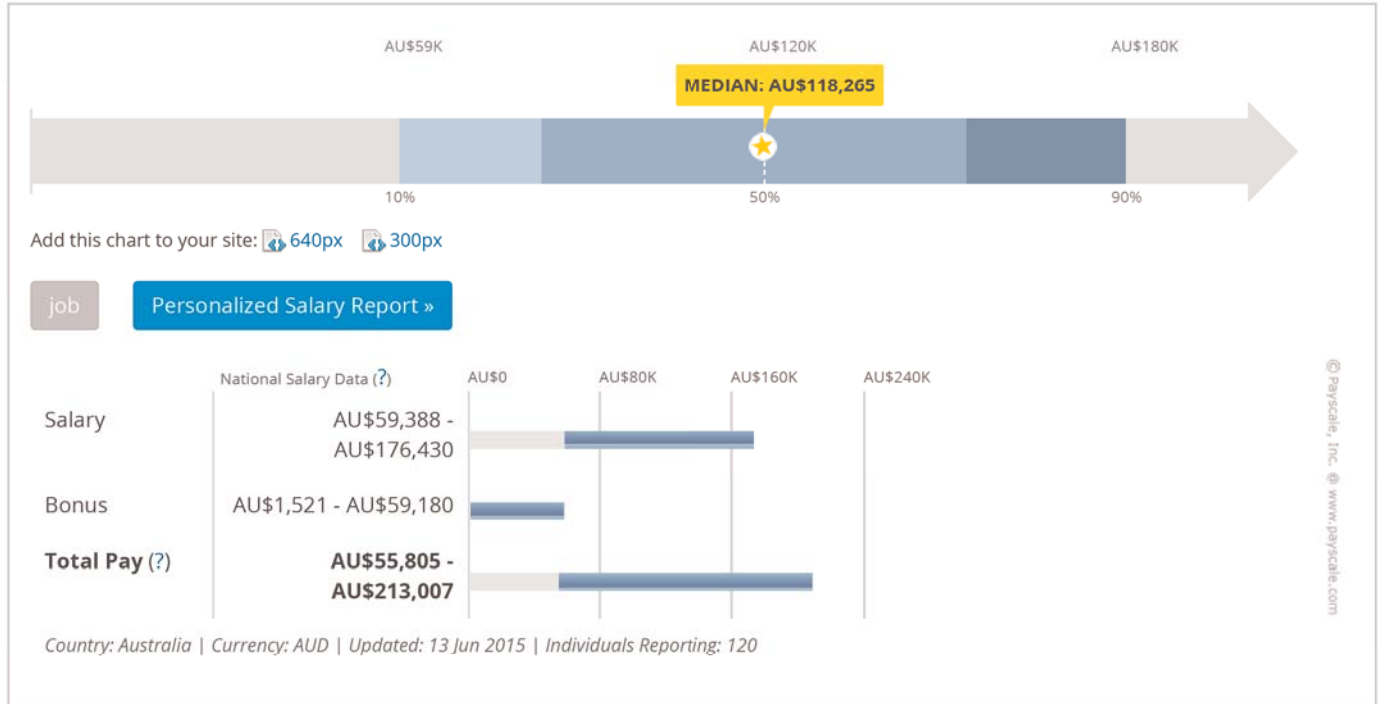 AU$59K AU$120K AU$180K
MEDIAN: AU$118,265
10% 50% 90%
Add this chart to your site: 640px 300px
job Personalized Salary Report »
National Salary Data (?) AU$0 AU$80K AU$160K AU$240K
Salary AU$59,388 -
AU$176,430
Bonus AU$1,521 - AU$59,180
Total Pay (?) AU$55,805 -
AU$213,007
Country: Australia | Currency: AUD | Updated: 13 Jun 2015 | Individuals Reporting: 120
© Payscale, Inc. @ www.payscale.com